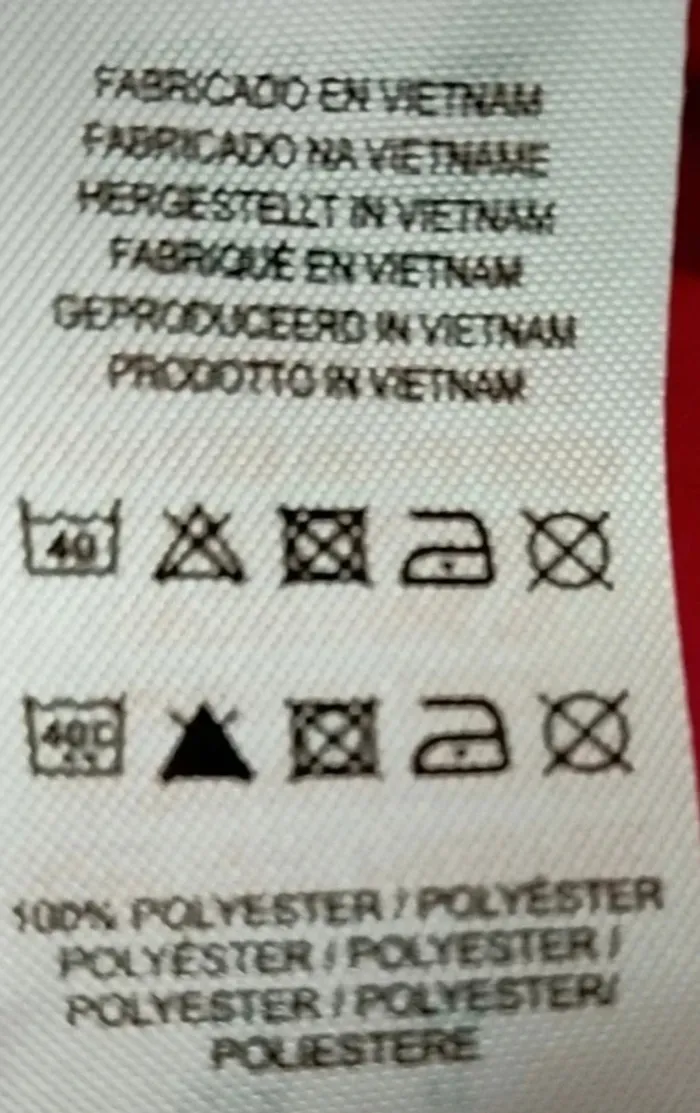 FABRICADO EN VIETNAM
FABRICADO NA VIETNAME
HERGESTELLT IN VIETNAM
FABRIQUÉ EN VIETNAM
GEPRODUCEERD IN VIETNAM
PRODOTTO IN VIETNAM
40
40C
100% POLYESTER / POLYÉSTER
POLYÉSTER / POLYESTER /
POLYESTER / POLYESTER/
POLIESTERE